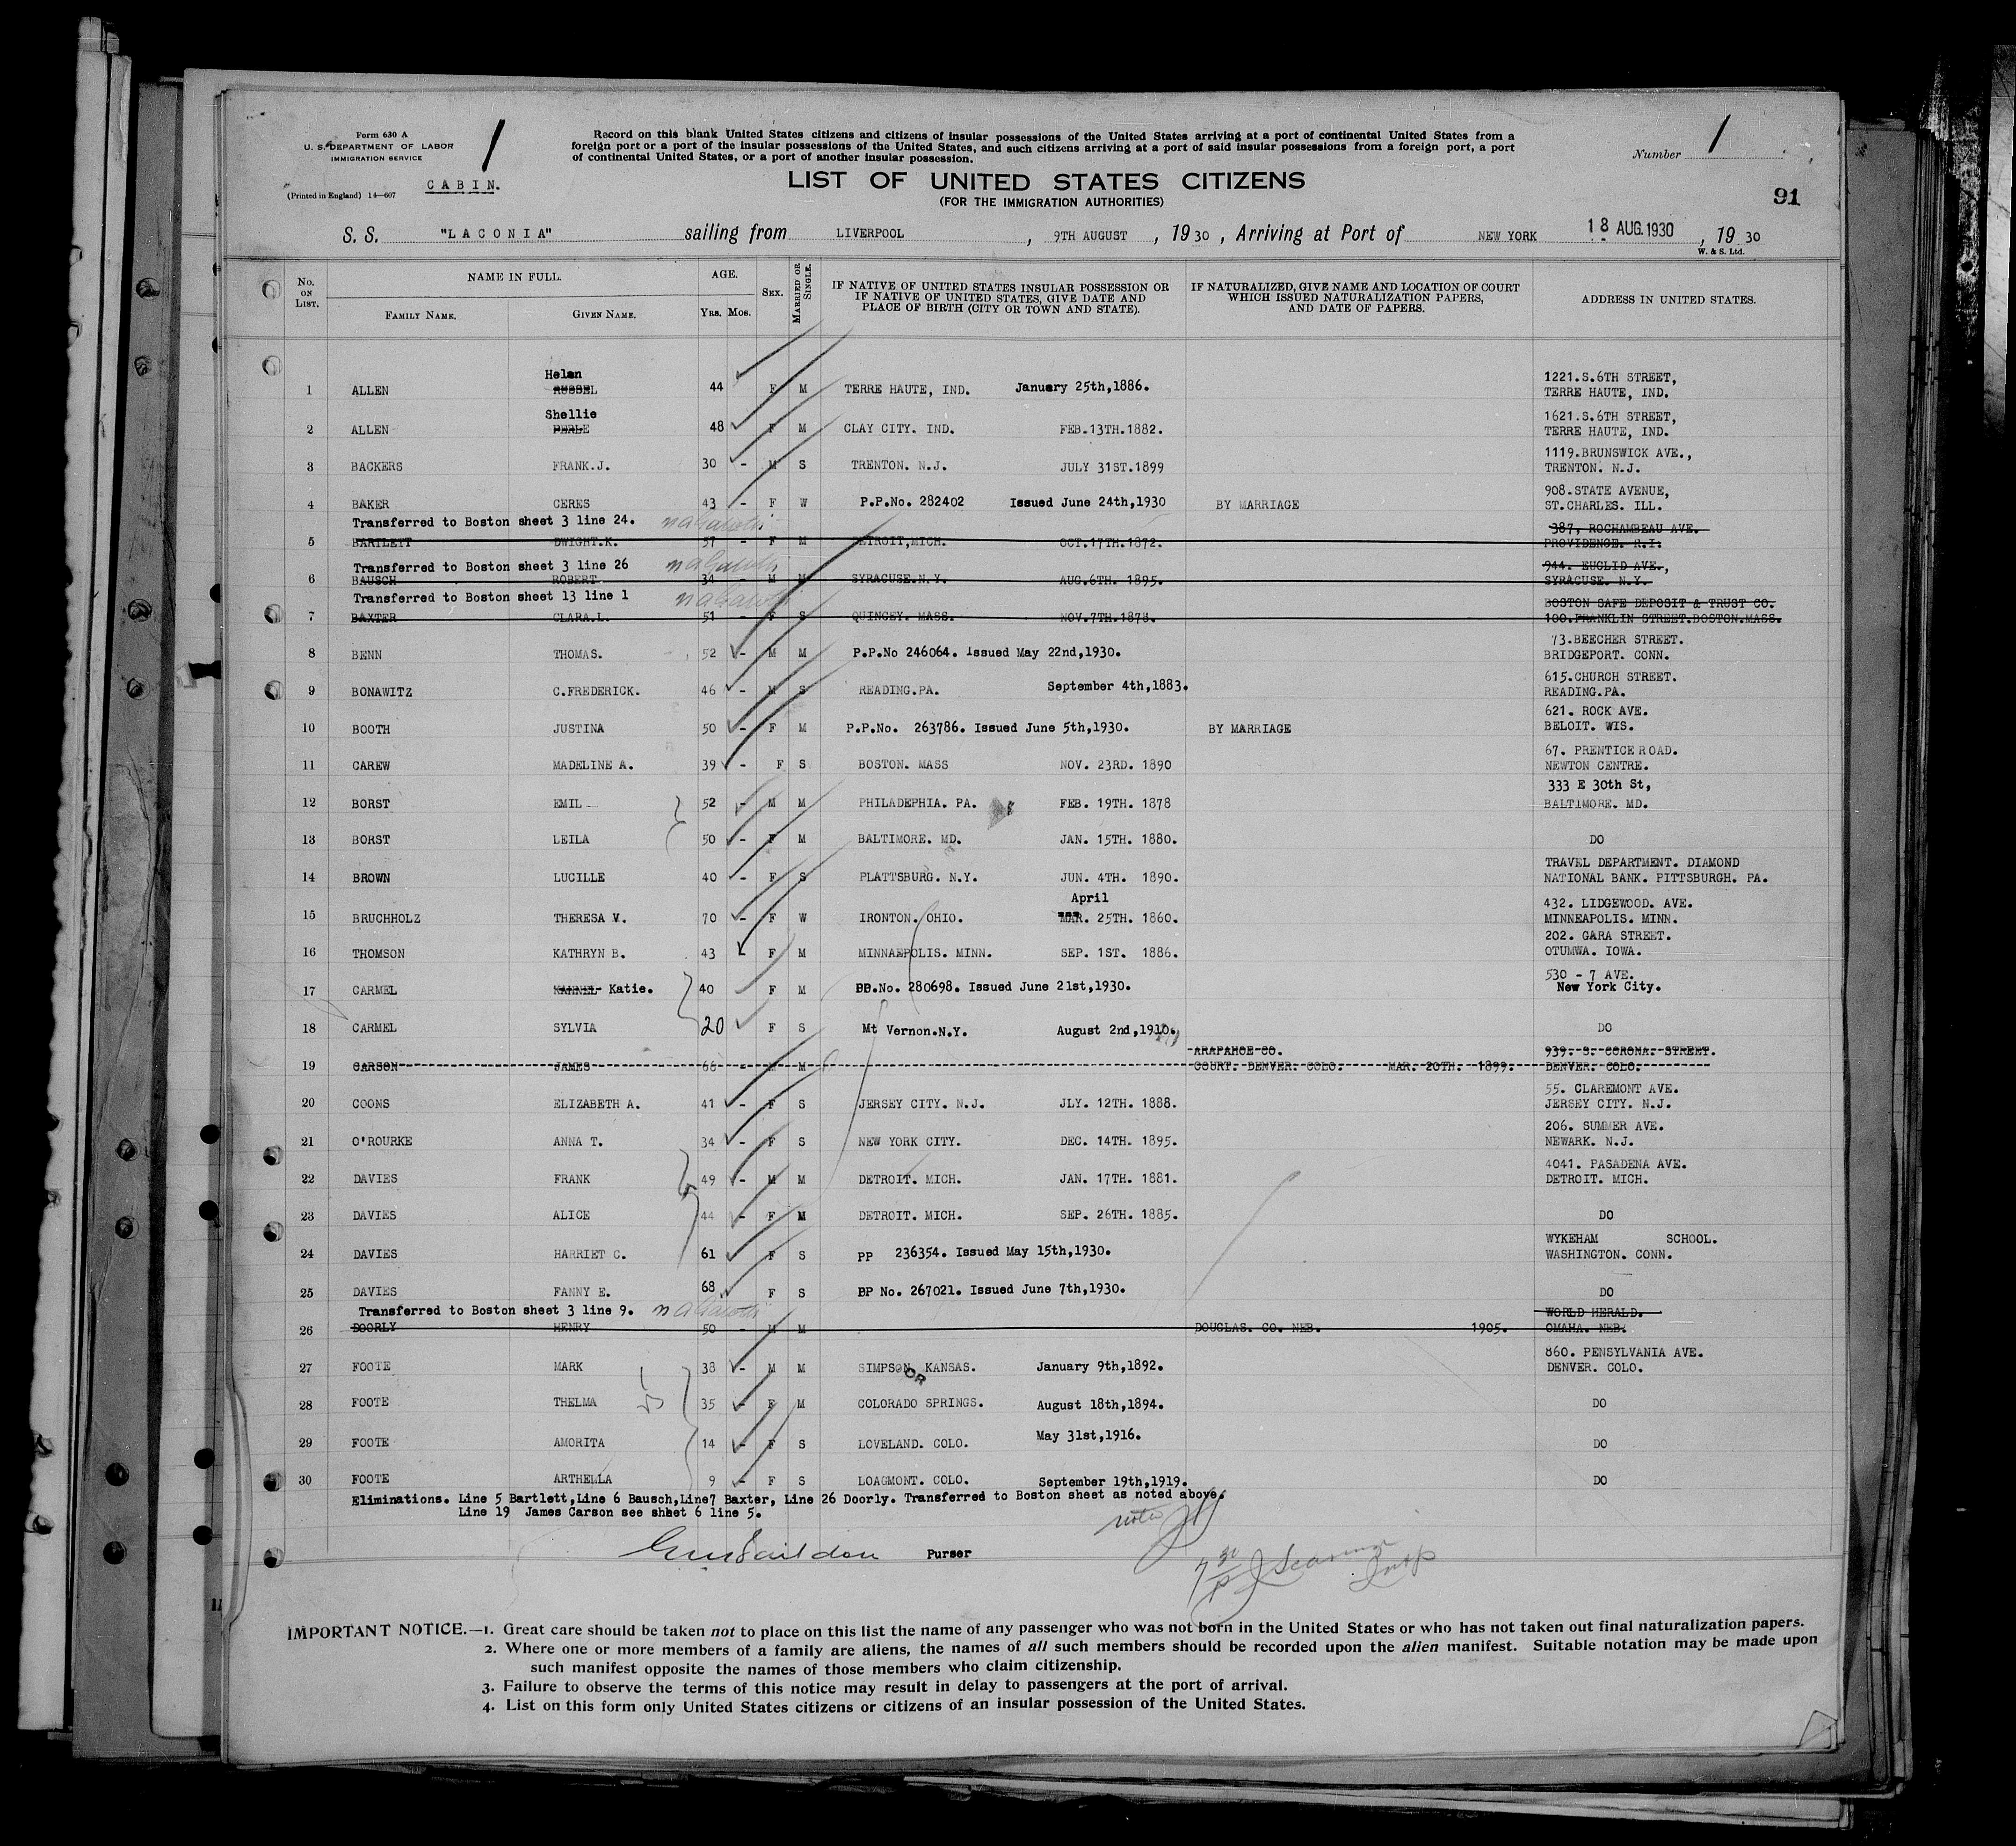 Form 630 A
U. S. DEPARTMENT OF LABOR
IMMIGRATION SERVICE
(Printed in England) 14—607
CABIN.
1
Record on this blank United States citizens and citizens of insular possessions of the United States arriving at a port of continental United States from a
foreign port or a port of the insular possessions of the United States, and such citizens arriving at a port of said insular possessions from a foreign port, a port
of continental United States, or a port of another insular possession.
Number 1
LIST OF UNITED STATES CITIZENS
(FOR THE IMMIGRATION AUTHORITIES)
91
S. S. "LACONIA" sailing from LIVERPOOL , 9TH AUGUST , 1930 , Arriving at Port of NEW YORK 18 AUG.1930 , 1930
W. & S. Ltd.
No. ON LIST.
NAME IN FULL.
FAMILY NAME.
GIVEN NAME.
AGE.
YRS. MOS.
SEX.
MARRIED OR SINGLE.
IF NATIVE OF UNITED STATES INSULAR POSSESSION OR
IF NATIVE OF UNITED STATES, GIVE DATE AND
PLACE OF BIRTH (CITY OR TOWN AND STATE).
IF NATURALIZED, GIVE NAME AND LOCATION OF COURT
WHICH ISSUED NATURALIZATION PAPERS,
AND DATE OF PAPERS.
ADDRESS IN UNITED STATES.
Helen 1221.S.6TH STREET,
1 ALLEN RUSSEL 44 F M TERRE HAUTE, IND. January 25th,1886. TERRE HAUTE, IND.
Shellie 1621.S.6TH STREET,
2 ALLEN PERLE 48 F M CLAY CITY. IND. FEB.13TH.1882. TERRE HAUTE, IND.
1119.BRUNSWICK AVE.,
3 BACKERS FRANK.J. 30 - M S TRENTON. N.J. JULY 31ST.1899 TRENTON. N.J.
908.STATE AVENUE,
4 BAKER CERES 43 - F W P.P.No. 282402 Issued June 24th,1930 BY MARRIAGE ST.CHARLES. ILL.
Transferred to Boston sheet 3 line 24. 387, ROCHAMBEAU AVE.
5 BARTLETT DWIGHT.K. 57 - F M DETROIT,MICH. OCT.17TH.1872. PROVIDENCE. R.I.
Transferred to Boston sheet 3 line 26 944. EUCLID AVE.,
6 BAUSCH ROBERT 34 - M M SYRACUSE.N.Y. AUG.6TH. 1895. SYRACUSE. N.Y.
Transferred to Boston sheet 13 line 1 BOSTON SAFE DEPOSIT & TRUST CO.
7 BAXTER CLARA.L. 51 - F S QUINCEY. MASS. NOV.7TH.1878. 100.FRANKLIN STREET.BOSTON.MASS.
73.BEECHER STREET.
8 BENN THOMAS. 52 - M M P.P.No 246064. Issued May 22nd,1930. BRIDGEPORT. CONN.
615.CHURCH STREET.
9 BONAWITZ C.FREDERICK. 46 - M S READING.PA. September 4th,1883. READING.PA.
621. ROCK AVE.
10 BOOTH JUSTINA 50 - F M P.P.No. 263786. Issued June 5th,1930. BY MARRIAGE BELOIT. WIS.
67. PRENTICE ROAD.
11 CAREW MADELINE A. 39 - F S BOSTON. MASS NOV. 23RD. 1890 NEWTON CENTRE.
333 E 30th St,
12 BORST EMIL 52 - M M PHILADEPHIA. PA. FEB. 19TH. 1878 BALTIMORE. MD.
13 BORST LEILA 50 - F M BALTIMORE. MD. JAN. 15TH. 1880. DO
TRAVEL DEPARTMENT. DIAMOND
14 BROWN LUCILLE 40 - F S PLATTSBURG. N.Y. JUN. 4TH. 1890. NATIONAL BANK. PITTSBURGH. PA.
April 432. LIDGEWOOD. AVE.
15 BRUCHHOLZ THERESA V. 70 - F W IRONTON. OHIO. MAR. 25TH. 1860. MINNEAPOLIS. MINN.
202. GARA STREET.
16 THOMSON KATHRYN B. 43 F M MINNAEPOLIS. MINN. SEP. 1ST. 1886. OTUMWA. IOWA.
530 - 7 AVE.
17 CARMEL KANNEL Katie. 40 F M PP.No. 280698. Issued June 21st,1930. New York City.
18 CARMEL SYLVIA 20 F S Mt Vernon.N.Y. August 2nd,1910. DO
ARAPAHOE CO. 939. S. CORONA. STREET.
19 CARSON JAMES 66 - M M COURT. DENVER. COLO. MAR. 20TH. 1899. DENVER. COLO.
55. CLAREMONT AVE.
20 COONS ELIZABETH A. 41 - F S JERSEY CITY. N.J. JLY. 12TH. 1888. JERSEY CITY. N.J.
206. SUMMER AVE.
21 O'ROURKE ANNA T. 34 - F S NEW YORK CITY. DEC. 14TH. 1895. NEWARK. N.J.
4041. PASADENA AVE.
22 DAVIES FRANK 49 - M M DETROIT. MICH. JAN. 17TH. 1881. DETROIT. MICH.
23 DAVIES ALICE 44 - F M DETROIT. MICH. SEP. 26TH. 1885. DO
WYKEHAM SCHOOL.
24 DAVIES HARRIET C. 61 F S PP 236354. Issued May 15th,1930. WASHINGTON. CONN.
25 DAVIES FANNY E. 68 F S PP No. 267021. Issued June 7th,1930. DO
Transferred to Boston sheet 3 line 9. WORLD HERALD.
26 DOORLY HENRY 50 - M M DOUGLAS. CO. NEB. 1905. OMAHA. NEB.
860. PENSYLVANIA AVE.
27 FOOTE MARK 38 - M M SIMPSON KANSAS. January 9th,1892. DENVER. COLO.
OR
28 FOOTE THELMA 35 - F M COLORADO SPRINGS. August 18th,1894. DO
29 FOOTE AMORITA 14 - F S LOVELAND. COLO. May 31st,1916. DO
30 FOOTE ARTHELLA 9 - F S LOAGMONT. COLO. September 19th,1919. DO
Eliminations. Line 5 Bartlett,Line 6 Bausch,Line7 Baxter, Line 26 Doorly. Transferred to Boston sheet as noted above.
Line 19 James Carson see sheet 6 line 5.
Purser
IMPORTANT NOTICE.—1. Great care should be taken not to place on this list the name of any passenger who was not born in the United States or who has not taken out final naturalization papers.
2. Where one or more members of a family are aliens, the names of all such members should be recorded upon the alien manifest. Suitable notation may be made upon
such manifest opposite the names of those members who claim citizenship.
3. Failure to observe the terms of this notice may result in delay to passengers at the port of arrival.
4. List on this form only United States citizens or citizens of an insular possession of the United States.